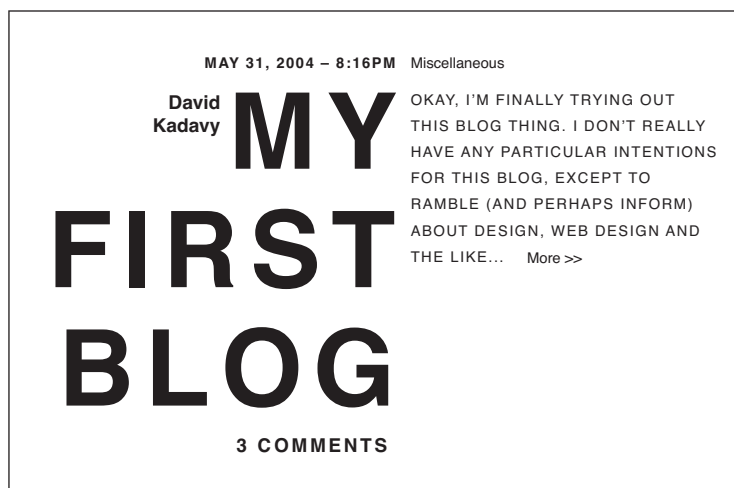 MAY 31, 2004 – 8:16PM Miscellaneous
David
Kadavy
MY
FIRST
BLOG
3 COMMENTS
OKAY, I'M FINALLY TRYING OUT
THIS BLOG THING. I DON'T REALLY
HAVE ANY PARTICULAR INTENTIONS
FOR THIS BLOG, EXCEPT TO
RAMBLE (AND PERHAPS INFORM)
ABOUT DESIGN, WEB DESIGN AND
THE LIKE... More >>